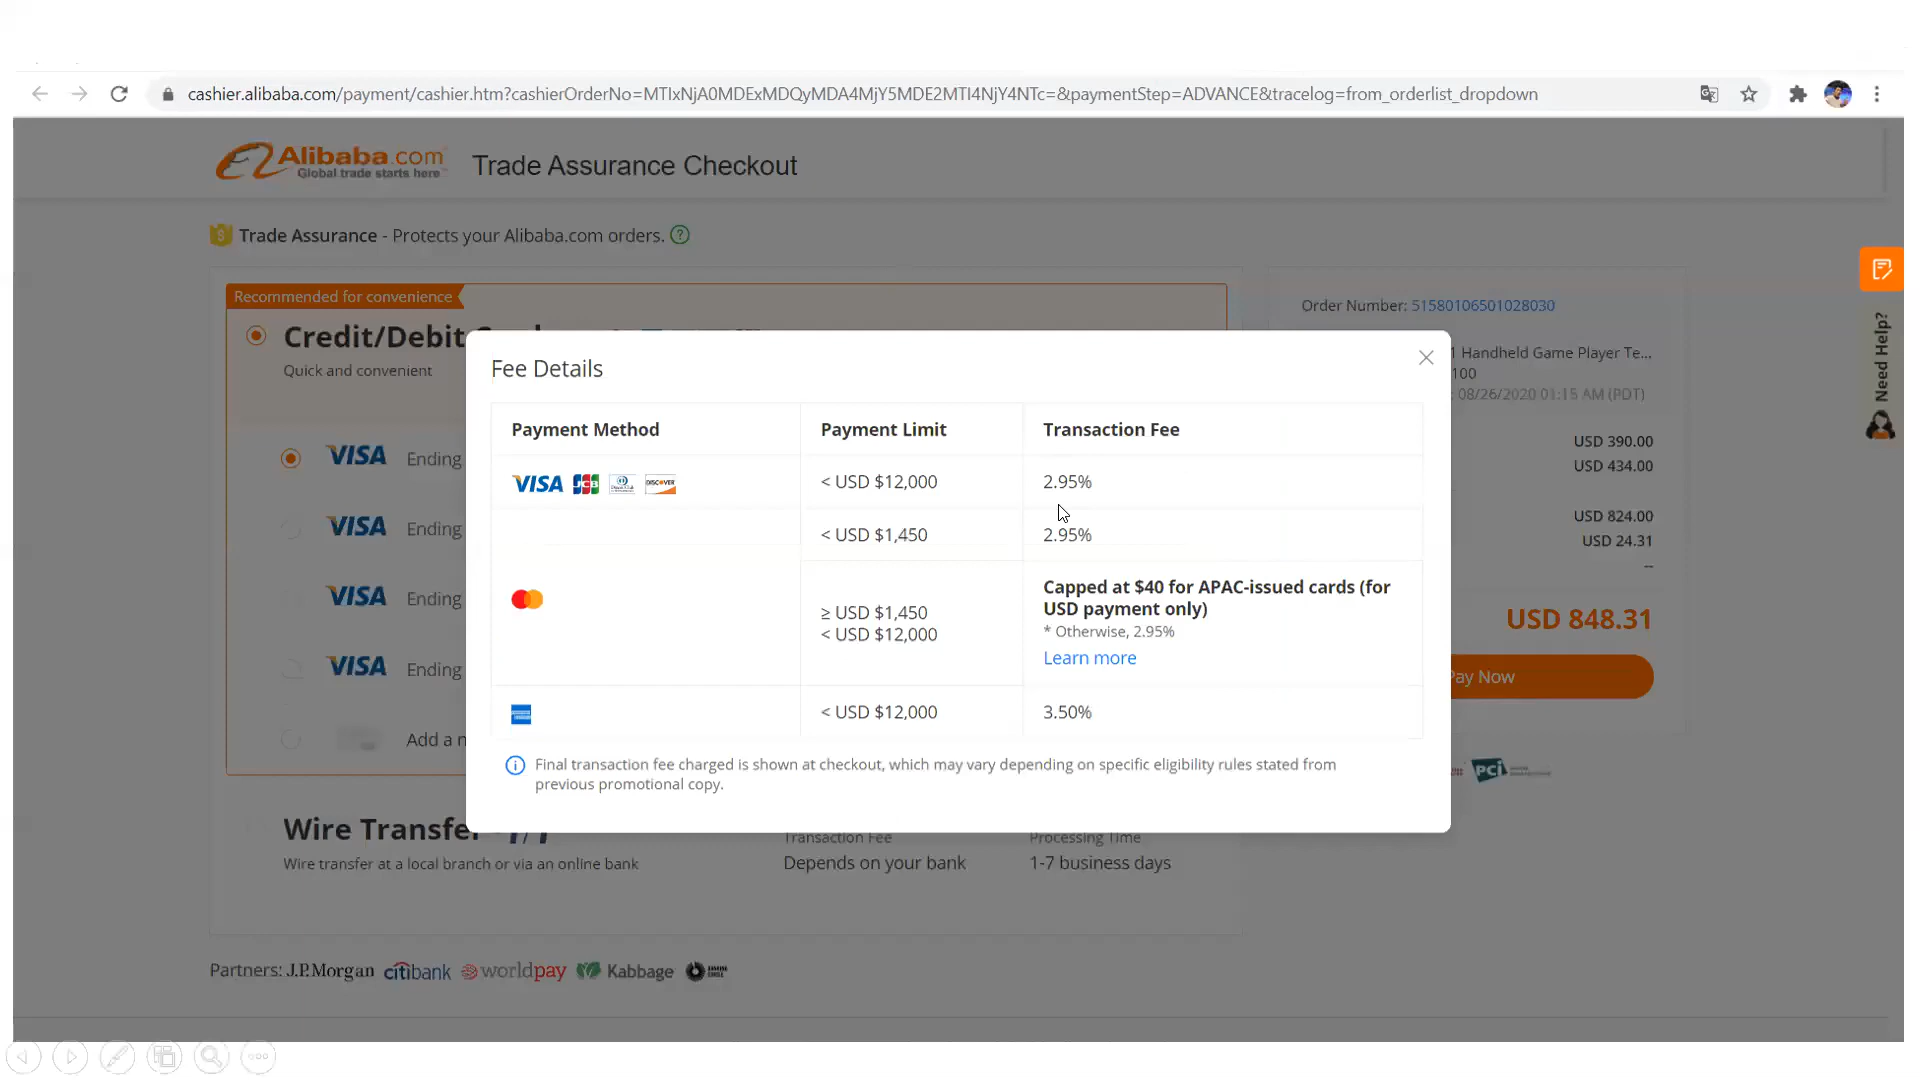 cashier.alibaba.com/payment/cashier.htm?cashierOrderNo=MTIxNjA0MDExMDQyMDA4MjY5MDE2MTI4NjY4NTc=&paymentStep=ADVANCE&tracelog=from_orderlist_dropdown
Alibaba.com
Global trade starts here™
Trade Assurance Checkout
Trade Assurance - Protects your Alibaba.com orders. ?
Recommended for convenience
Credit/Debit
Quick and convenient
VISA Ending
VISA Ending
VISA Ending
VISA Ending
Add a
Order Number: 51580106501028030
Handheld Game Player Te...
100
08/26/2020 01:15 AM (PDT)
USD 390.00
USD 434.00
USD 824.00
USD 24.31
--
USD 848.31
Pay Now
PCI
Need Help?
Fee Details
Payment Method Payment Limit Transaction Fee
VISA JCB Diners Club DISCOVER < USD $12,000 2.95%
< USD $1,450 2.95%
≥ USD $1,450
< USD $12,000
Capped at $40 for APAC-issued cards (for
USD payment only)
* Otherwise, 2.95%
Learn more
< USD $12,000 3.50%
Final transaction fee charged is shown at checkout, which may vary depending on specific eligibility rules stated from
previous promotional copy.
Wire Transfer
Wire transfer at a local branch or via an online bank
Transaction Fee
Depends on your bank
Processing Time
1-7 business days
Partners: J.P.Morgan citibank worldpay Kabbage